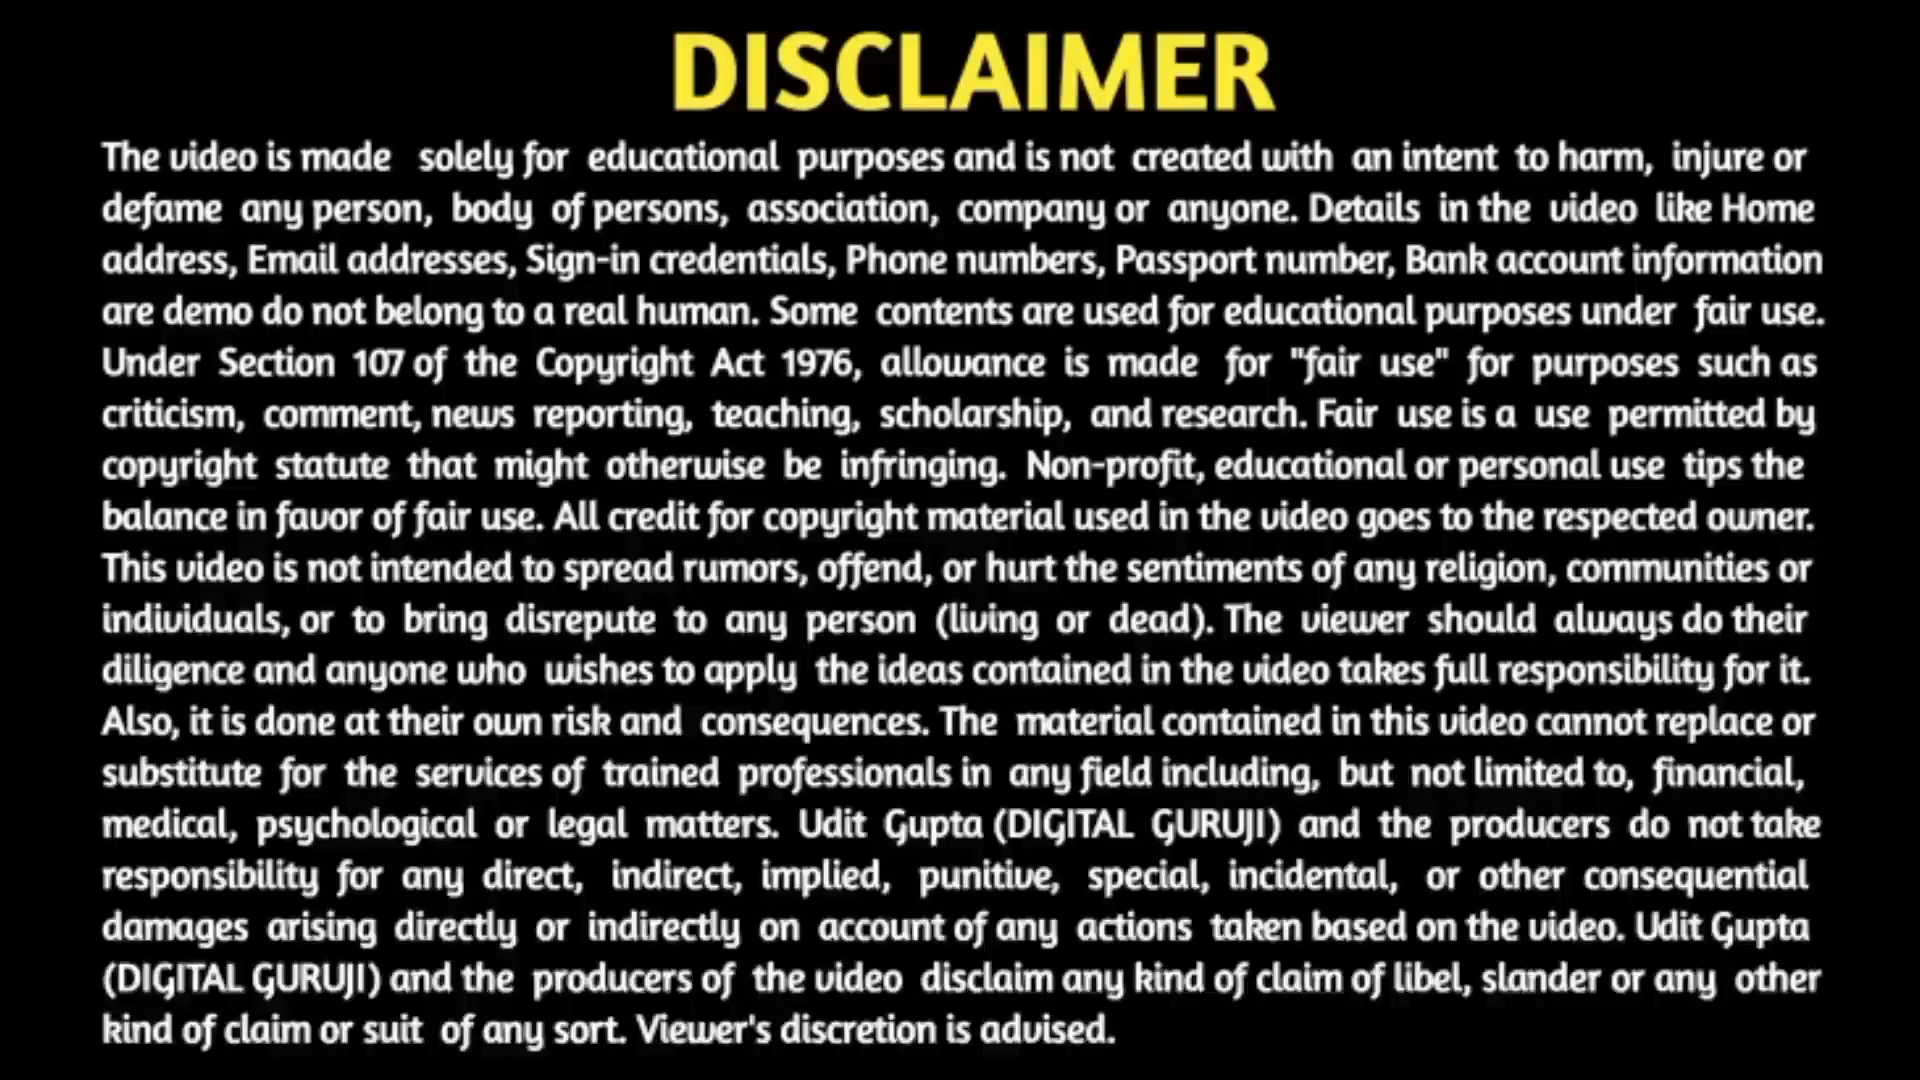 DISCLAIMER
The video is made solely for educational purposes and is not created with an intent to harm, injure or
defame any person, body of persons, association, company or anyone. Details in the video like Home
address, Email addresses, Sign-in credentials, Phone numbers, Passport number, Bank account information
are demo do not belong to a real human. Some contents are used for educational purposes under fair use.
Under Section 107 of the Copyright Act 1976, allowance is made for "fair use" for purposes such as
criticism, comment, news reporting, teaching, scholarship, and research. Fair use is a use permitted by
copyright statute that might otherwise be infringing. Non-profit, educational or personal use tips the
balance in favor of fair use. All credit for copyright material used in the video goes to the respected owner.
This video is not intended to spread rumors, offend, or hurt the sentiments of any religion, communities or
individuals, or to bring disrepute to any person (living or dead). The viewer should always do their
diligence and anyone who wishes to apply the ideas contained in the video takes full responsibility for it.
Also, it is done at their own risk and consequences. The material contained in this video cannot replace or
substitute for the services of trained professionals in any field including, but not limited to, financial,
medical, psychological or legal matters. Udit Gupta (DIGITAL GURUJI) and the producers do not take
responsibility for any direct, indirect, implied, punitive, special, incidental, or other consequential
damages arising directly or indirectly on account of any actions taken based on the video. Udit Gupta
(DIGITAL GURUJI) and the producers of the video disclaim any kind of claim of libel, slander or any other
kind of claim or suit of any sort. Viewer's discretion is advised.